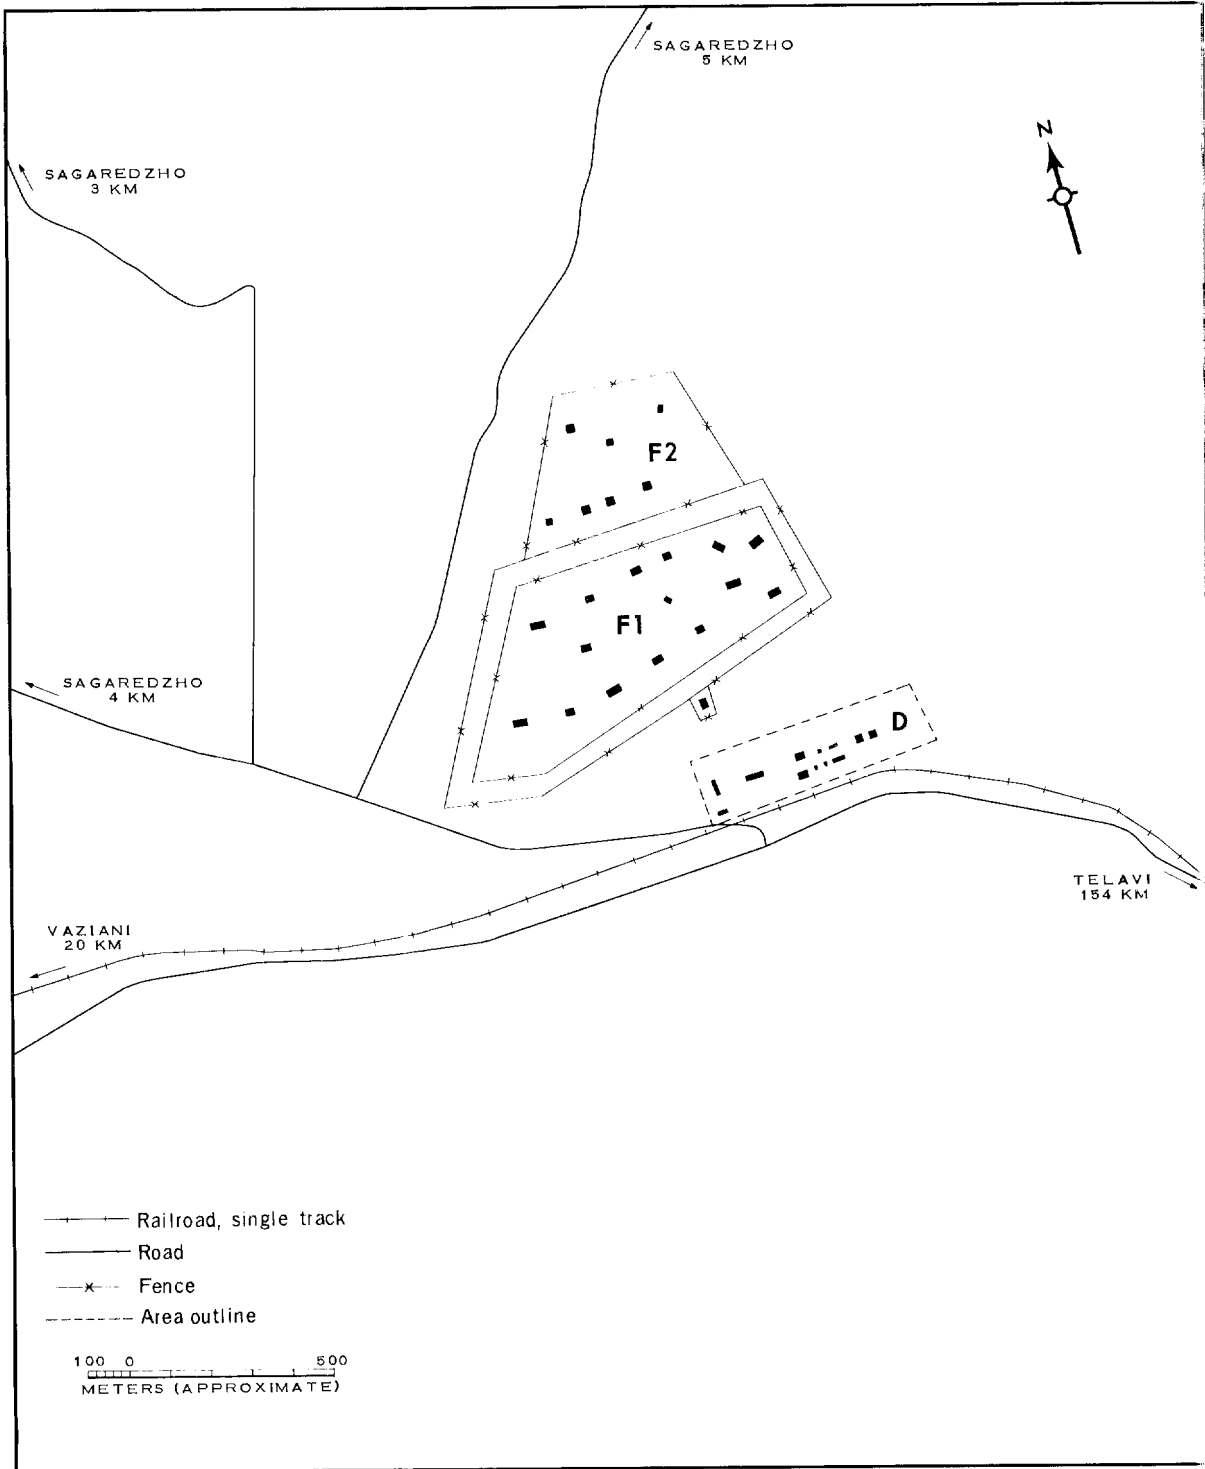 SAGAREDZHO
5 KM
N
SAGAREDZHO
3 KM
F2
F1
SAGAREDZHO
4 KM
D
TELAVI
154 KM
VAZIANI
20 KM
Railroad, single track
Road
Fence
Area outline
100 0 500
METERS (APPROXIMATE)